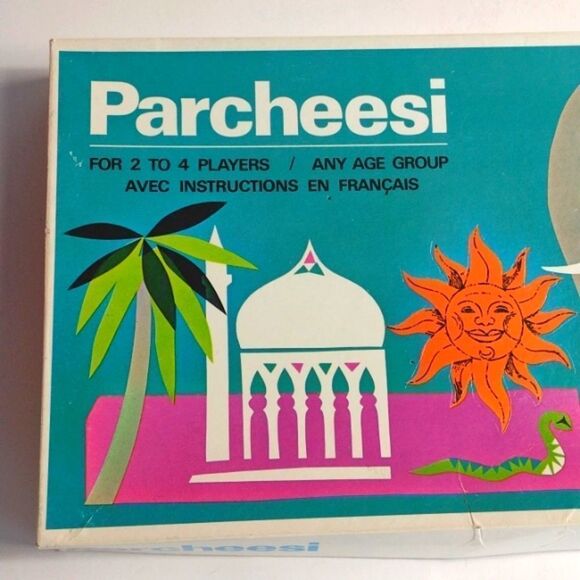 Parcheesi
FOR 2 TO 4 PLAYERS / ANY AGE GROUP
AVEC INSTRUCTIONS EN FRANÇAIS
Parcheesi